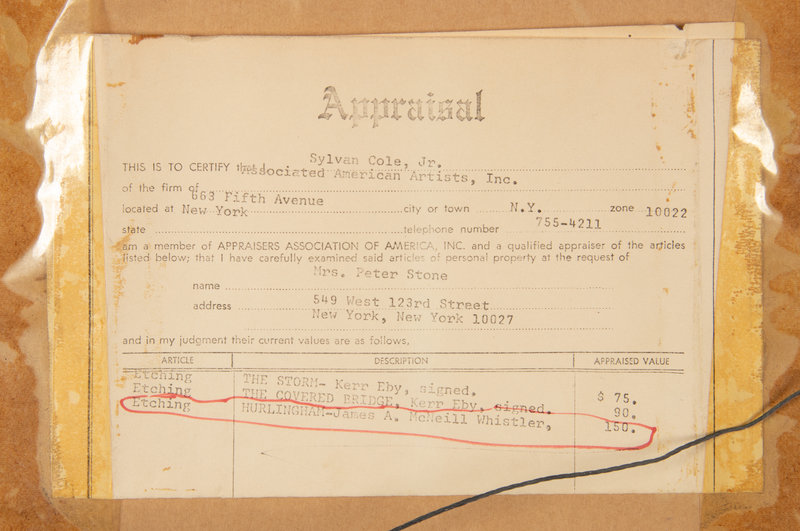 Appraisal
Sylvan Cole, Jr.
THIS IS TO CERTIFY that I
Associated American Artists, Inc.
of the firm of
663 Fifth Avenue
located at New York city or town N.Y. zone 10022
state telephone number 755-4211
am a member of APPRAISERS ASSOCIATION OF AMERICA, INC. and a qualified appraiser of the articles
listed below; that I have carefully examined said articles of personal property at the request of
Mrs. Peter Stone
name
address 549 West 123rd Street
New York, New York 10027
and in my judgment their current values are as follows,
ARTICLE DESCRIPTION APPRAISED VALUE
Etching THE STORM- Kerr Eby, signed. $ 75.
Etching THE COVERED BRIDGE, Kerr Eby, signed. 90.
Etching HURLINGHAM-James A. McNeill Whistler, 150.